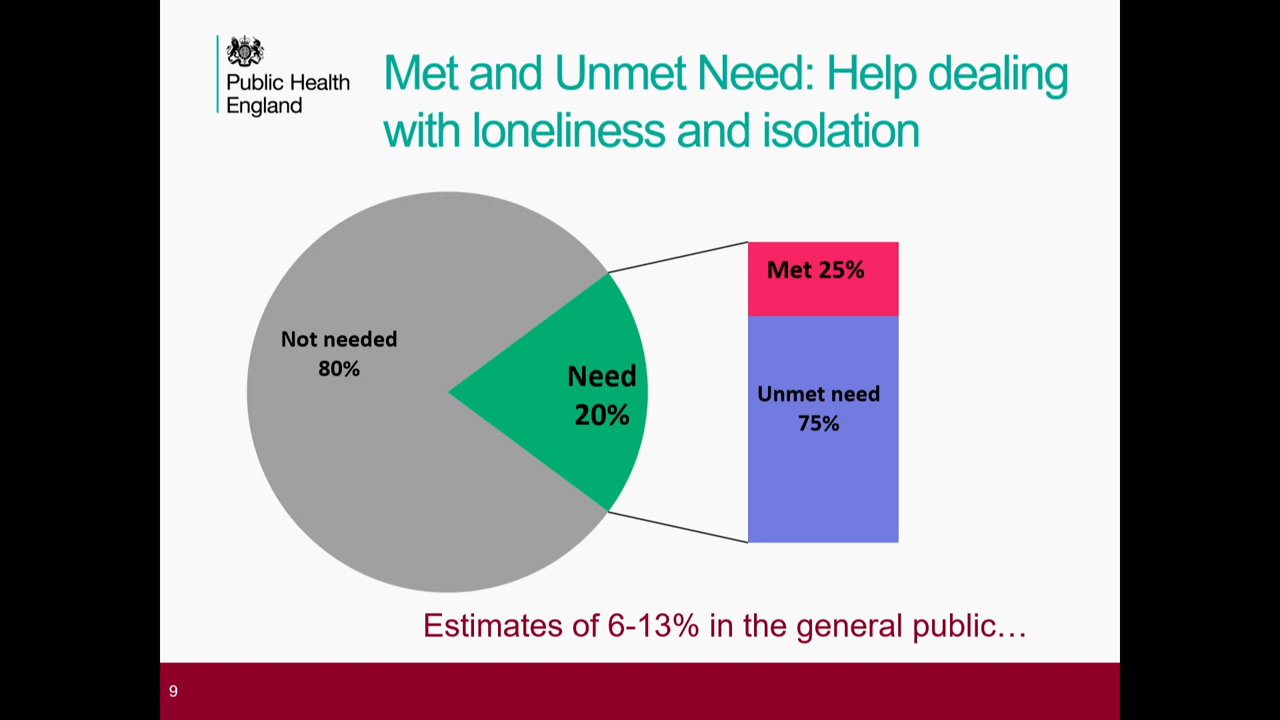 Public Health
England
Met and Unmet Need: Help dealing
with loneliness and isolation
Not needed
80%
Need
20%
Met 25%
Unmet need
75%
Estimates of 6-13% in the general public…
9